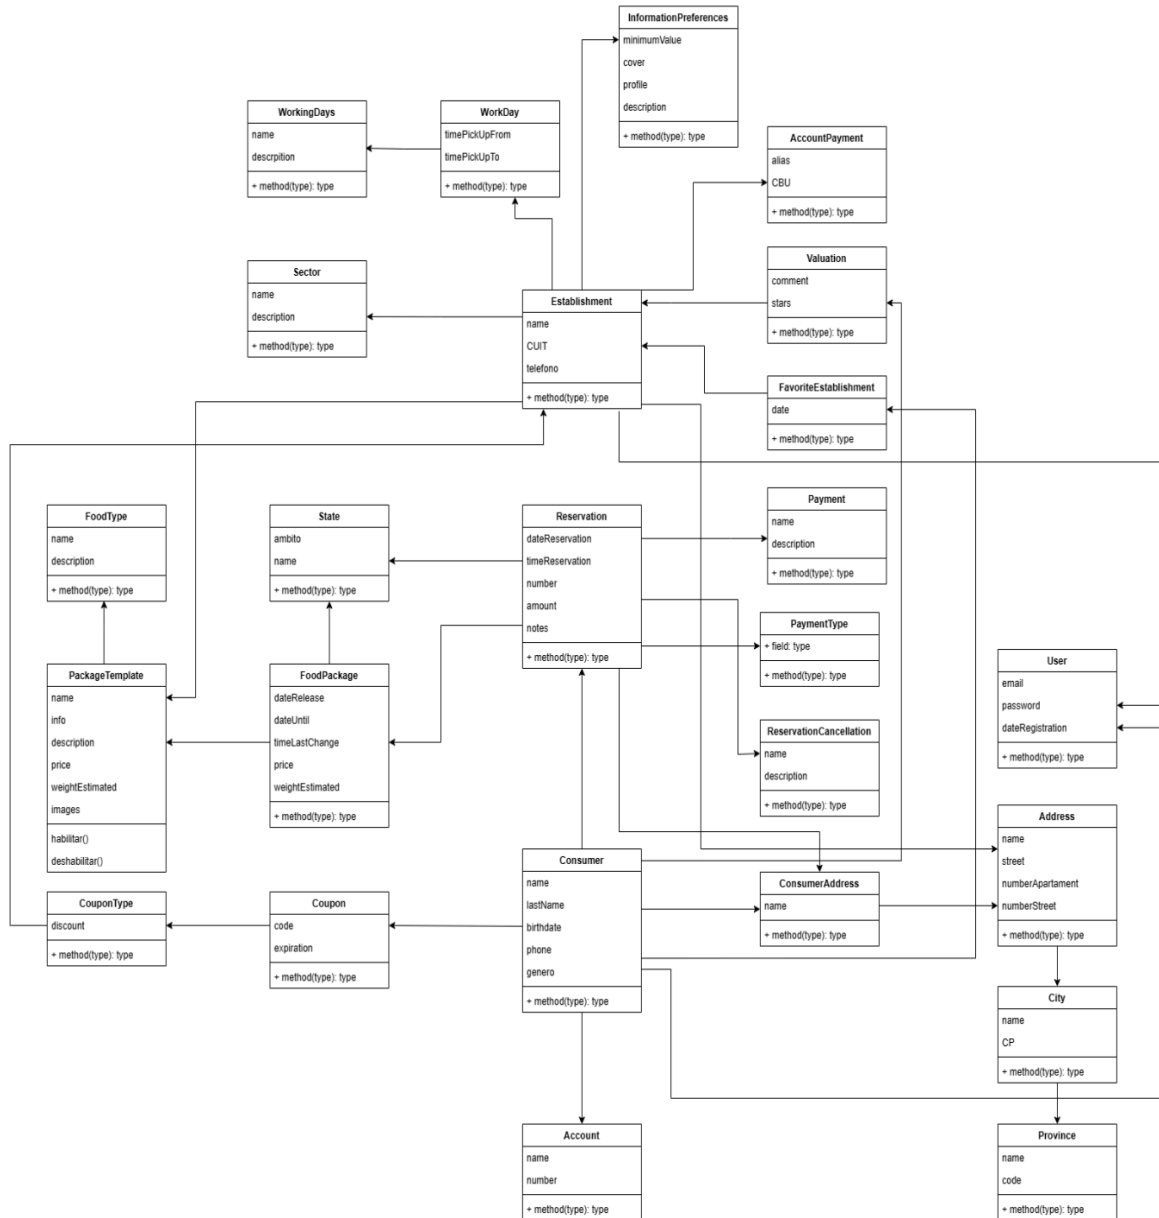 InformationPreferences
minimumValue
cover
profile
description
+ method(type): type
WorkingDays
name
descrpition
+ method(type): type
WorkDay
timePickUpFrom
timePickUpTo
+ method(type): type
AccountPayment
alias
CBU
+ method(type): type
Sector
name
description
+ method(type): type
Establishment
name
CUIT
telefono
+ method(type): type
Valuation
comment
stars
+ method(type): type
FavoriteEstablishment
date
+ method(type): type
FoodType
name
description
+ method(type): type
State
ambito
name
+ method(type): type
Reservation
dateReservation
timeReservation
number
amount
notes
+ method(type): type
Payment
name
description
+ method(type): type
PaymentType
+ field: type
+ method(type): type
PackageTemplate
name
info
description
price
weightEstimated
images
habilitar()
deshabilitar()
FoodPackage
dateRelease
dateUntil
timeLastChange
price
weightEstimated
+ method(type): type
User
email
password
dateRegistration
+ method(type): type
ReservationCancellation
name
description
+ method(type): type
Address
name
street
numberApartament
numberStreet
+ method(type): type
CouponType
discount
+ method(type): type
Coupon
code
expiration
+ method(type): type
Consumer
name
lastName
birthdate
phone
genero
+ method(type): type
ConsumerAddress
name
+ method(type): type
City
name
CP
+ method(type): type
Account
name
number
+ method(type): type
Province
name
code
+ method(type): type